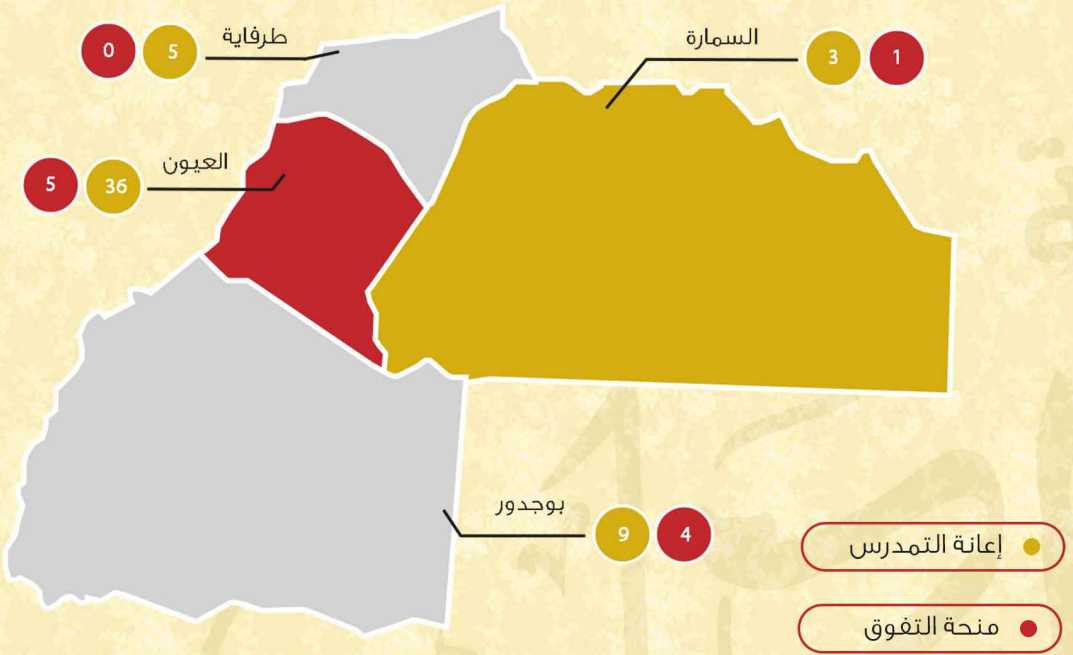 طرفاية
5
0
السمارة
3
1
العيون
36
5
بوجدور
9
4
إعانة التمدرس
منحة التفوق